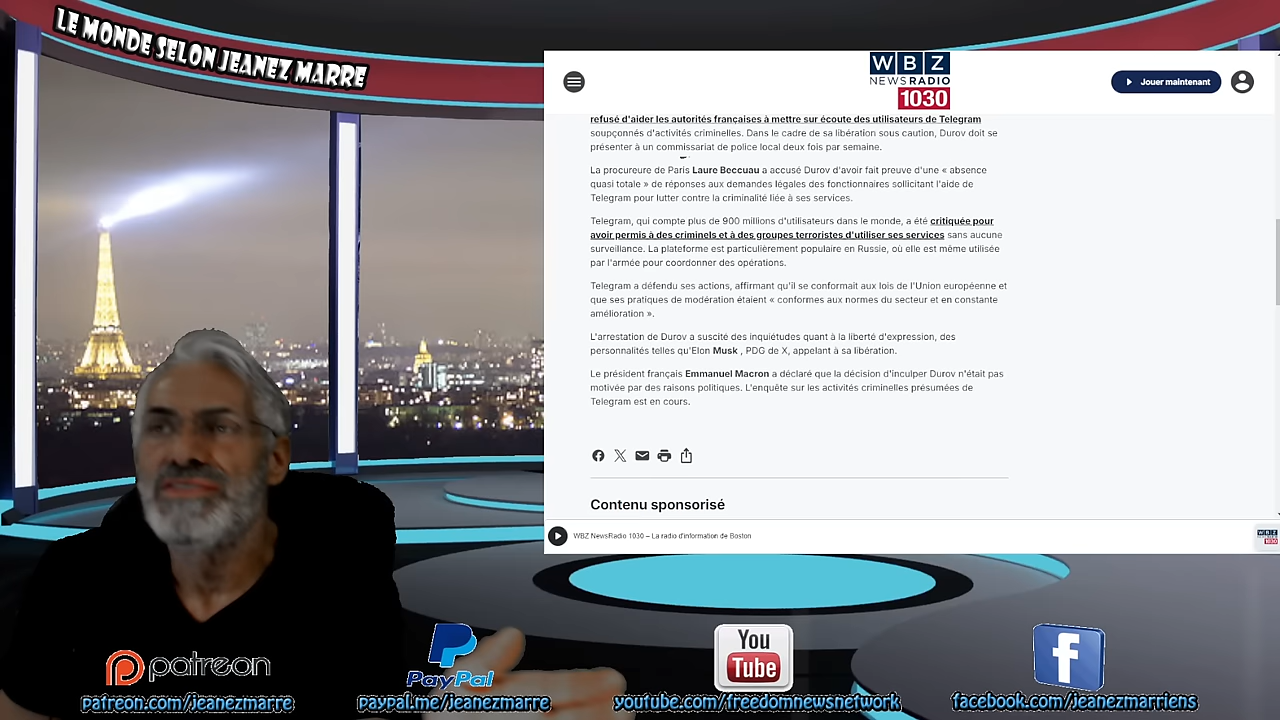 LE MONDE SELON JEANEZ MARRE
WBZ
NEWSRADIO
1030
Jouer maintenant
refusé d'aider les autorités françaises à mettre sur écoute des utilisateurs de Telegram
soupçonnés d'activités criminelles. Dans le cadre de sa libération sous caution, Durov doit se
présenter à un commissariat de police local deux fois par semaine.
La procureure de Paris Laure Beccuau a accusé Durov d'avoir fait preuve d'une « absence
quasi totale » de réponses aux demandes légales des fonctionnaires sollicitant l'aide de
Telegram pour lutter contre la criminalité liée à ses services.
Telegram, qui compte plus de 900 millions d'utilisateurs dans le monde, a été critiquée pour
avoir permis à des criminels et à des groupes terroristes d'utiliser ses services sans aucune
surveillance. La plateforme est particulièrement populaire en Russie, où elle est même utilisée
par l'armée pour coordonner des opérations.
Telegram a défendu ses actions, affirmant qu'il se conformait aux lois de l'Union européenne et
que ses pratiques de modération étaient « conformes aux normes du secteur et en constante
amélioration ».
L'arrestation de Durov a suscité des inquiétudes quant à la liberté d'expression, des
personnalités telles qu'Elon Musk , PDG de X, appelant à sa libération.
Le président français Emmanuel Macron a déclaré que la décision d'inculper Durov n'était pas
motivée par des raisons politiques. L'enquête sur les activités criminelles présumées de
Telegram est en cours.
Contenu sponsorisé
WBZ NewsRadio 1030 – La radio d'information de Boston
patreon
PayPal
You
Tube
patreon.com/jeanezmarre
paypal.me/jeanezmarre
youtube.com/freedomnewsnetwork
facebook.com/jeanezmarriens